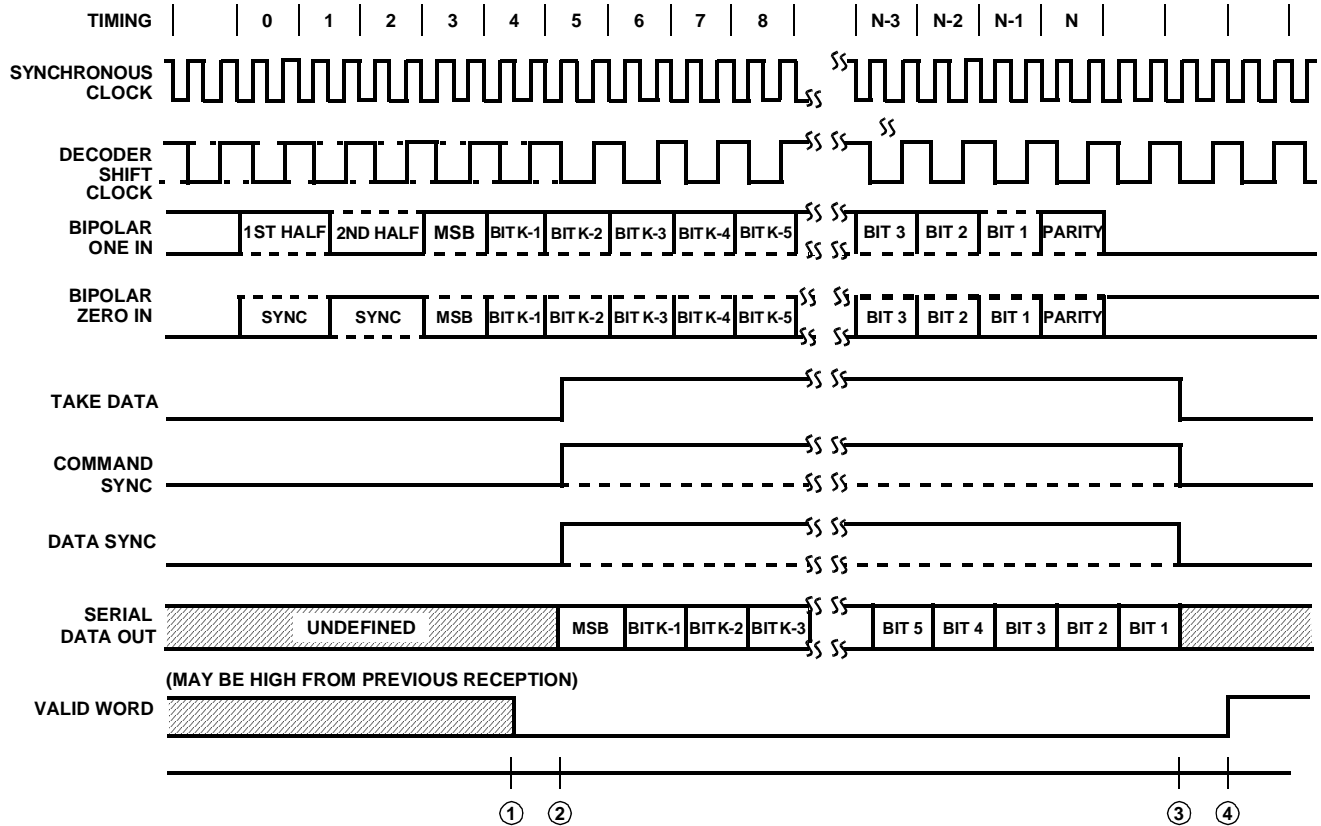 TIMING 0 1 2 3 4 5 6 7 8 N-3 N-2 N-1 N
SYNCHRONOUS
CLOCK
DECODER
SHIFT
CLOCK
BIPOLAR
ONE IN
1ST HALF 2ND HALF MSB BIT K-1 BIT K-2 BIT K-3 BIT K-4 BIT K-5 BIT 3 BIT 2 BIT 1 PARITY
BIPOLAR
ZERO IN
SYNC SYNC MSB BIT K-1 BIT K-2 BIT K-3 BIT K-4 BIT K-5 BIT 3 BIT 2 BIT 1 PARITY
TAKE DATA
COMMAND
SYNC
DATA SYNC
SERIAL
DATA OUT
UNDEFINED MSB BIT K-1 BIT K-2 BIT K-3 BIT 5 BIT 4 BIT 3 BIT 2 BIT 1
(MAY BE HIGH FROM PREVIOUS RECEPTION)
VALID WORD
1 2 3 4